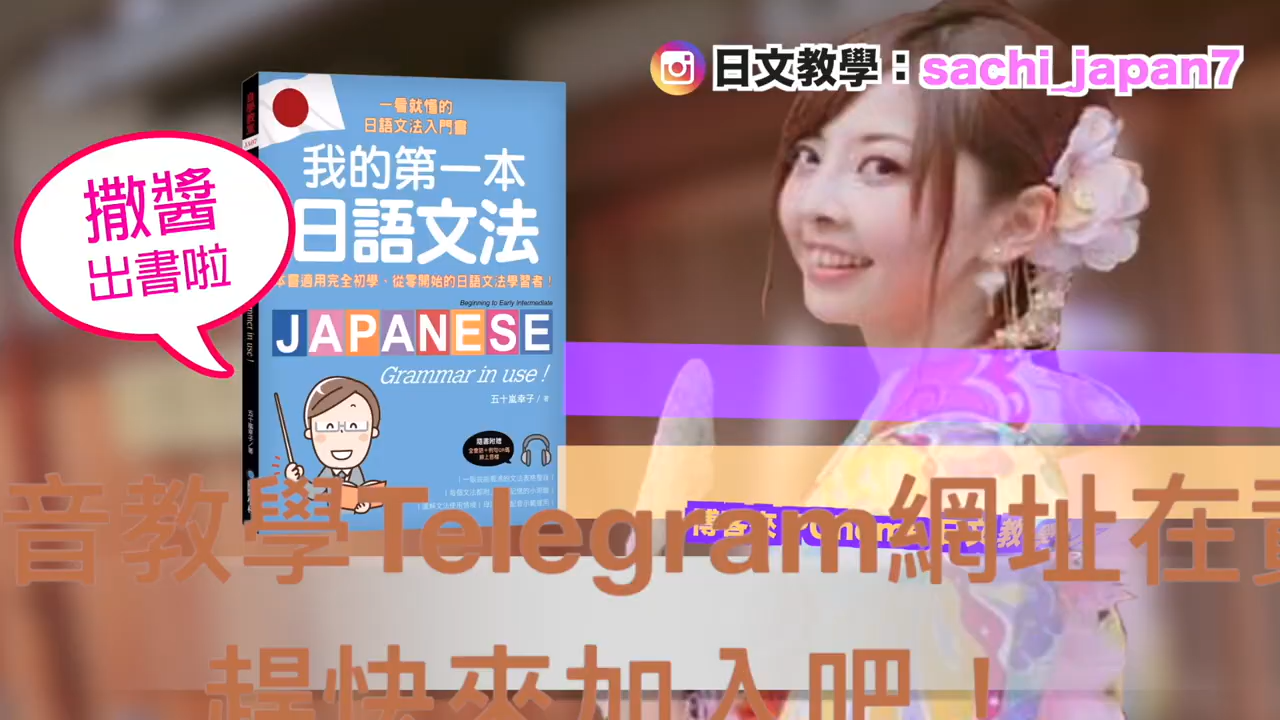 日文教學：sachi_japan7
撒醬
出書啦
一看就懂的
日語文法入門書
我的第一本
日語文法
本書適用完全初學、從零開始的日語文法學習者！
Beginning to Early Intermediate
JAPANESE
Grammar in use !
五十嵐幸子 / 著
隨書附贈
音教學Telegram網址在
趕快來加入吧！